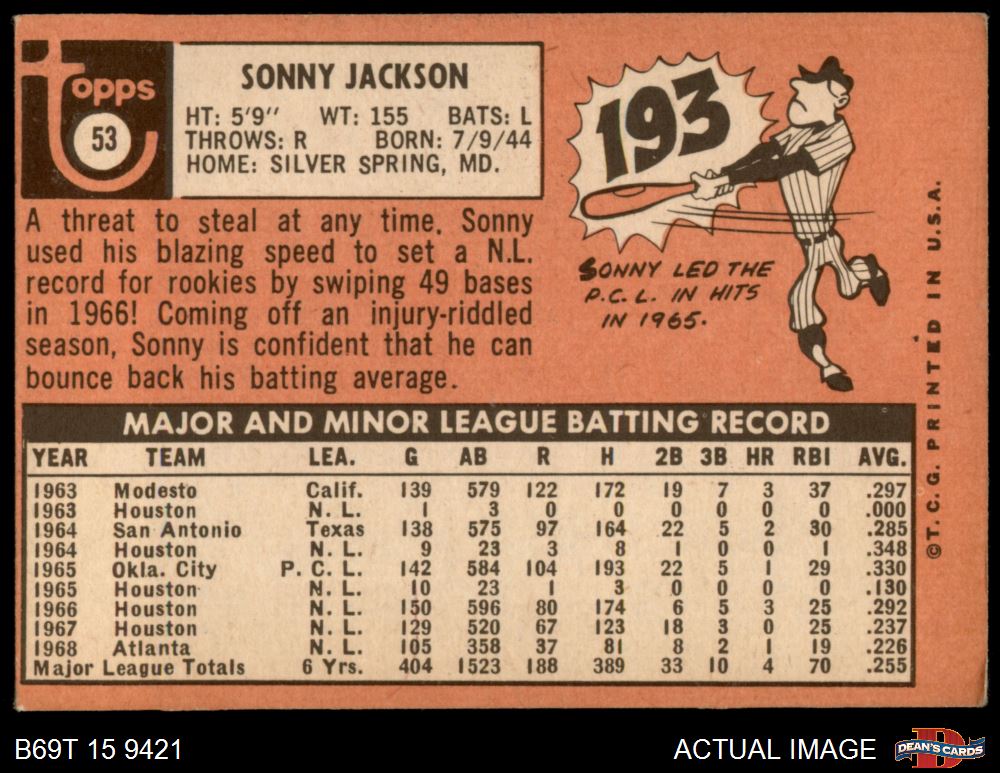 topps
53
SONNY JACKSON
HT: 5'9" WT: 155 BATS: L
THROWS: R BORN: 7/9/44
HOME: SILVER SPRING, MD.
A threat to steal at any time, Sonny
used his blazing speed to set a N.L.
record for rookies by swiping 49 bases
in 1966! Coming off an injury-riddled
season, Sonny is confident that he can
bounce back his batting average.
193
SONNY LED THE
P.C.L. IN HITS
IN 1965.
MAJOR AND MINOR LEAGUE BATTING RECORD
YEAR TEAM LEA. G AB R H 2B 3B HR RBI AVG.
1963 Modesto Calif. 139 579 122 172 19 7 3 37 .297
1963 Houston N. L. 1 3 0 0 0 0 0 0 .000
1964 San Antonio Texas 138 575 97 164 22 5 2 30 .285
1964 Houston N. L. 9 23 3 8 1 0 0 1 .348
1965 Okla. City P. C. L. 142 584 104 193 22 5 1 29 .330
1965 Houston N. L. 10 23 1 3 0 0 0 0 .130
1966 Houston N. L. 150 596 80 174 6 5 3 25 .292
1967 Houston N. L. 129 520 67 123 18 3 0 25 .237
1968 Atlanta N. L. 105 358 37 81 8 2 1 19 .226
Major League Totals 6 Yrs. 404 1523 188 389 33 10 4 70 .255
©T. C. G. PRINTED IN U.S.A.
B69T 15 9421
ACTUAL IMAGE
D
DEAN'S CARDS